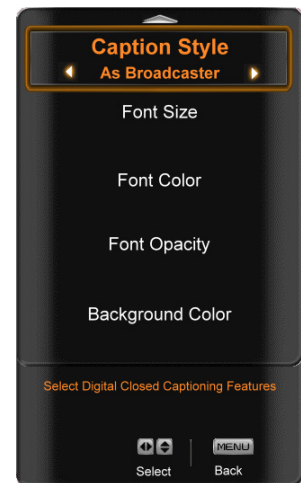 Caption Style
As Broadcaster
Font Size
Font Color
Font Opacity
Background Color
Select Digital Closed Captioning Features
MENU
Select Back